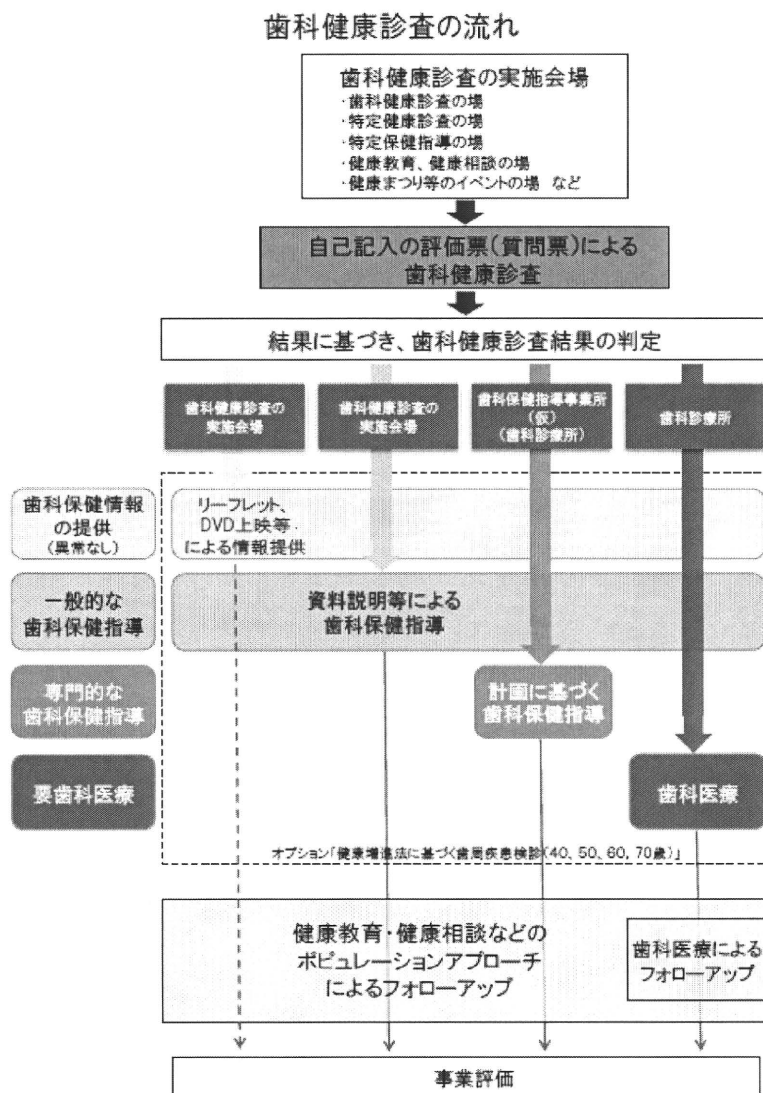 歯科健康診査の流れ
歯科健康診査の実施会場
・歯科健康診査の場
・特定健康診査の場
・特定保健指導の場
・健康教育、健康相談の場
・健康まつり等のイベントの場 など
自己記入の評価票(質問票)による
歯科健康診査
結果に基づき、歯科健康診査結果の判定
歯科健康診査の
実施会場
歯科健康診査の
実施会場
歯科保健指導事業所
(仮)
(歯科診療所)
歯科診療所
歯科保健情報
の提供
(異常なし)
リーフレット、
DVD上映等
による情報提供
一般的な
歯科保健指導
資料説明等による
歯科保健指導
専門的な
歯科保健指導
計画に基づく
歯科保健指導
要歯科医療
歯科医療
オプション「健康増進法に基づく歯周疾患検診(40、50、60、70歳)」
健康教育・健康相談などの
ポピュレーションアプローチ
によるフォローアップ
歯科医療による
フォローアップ
事業評価